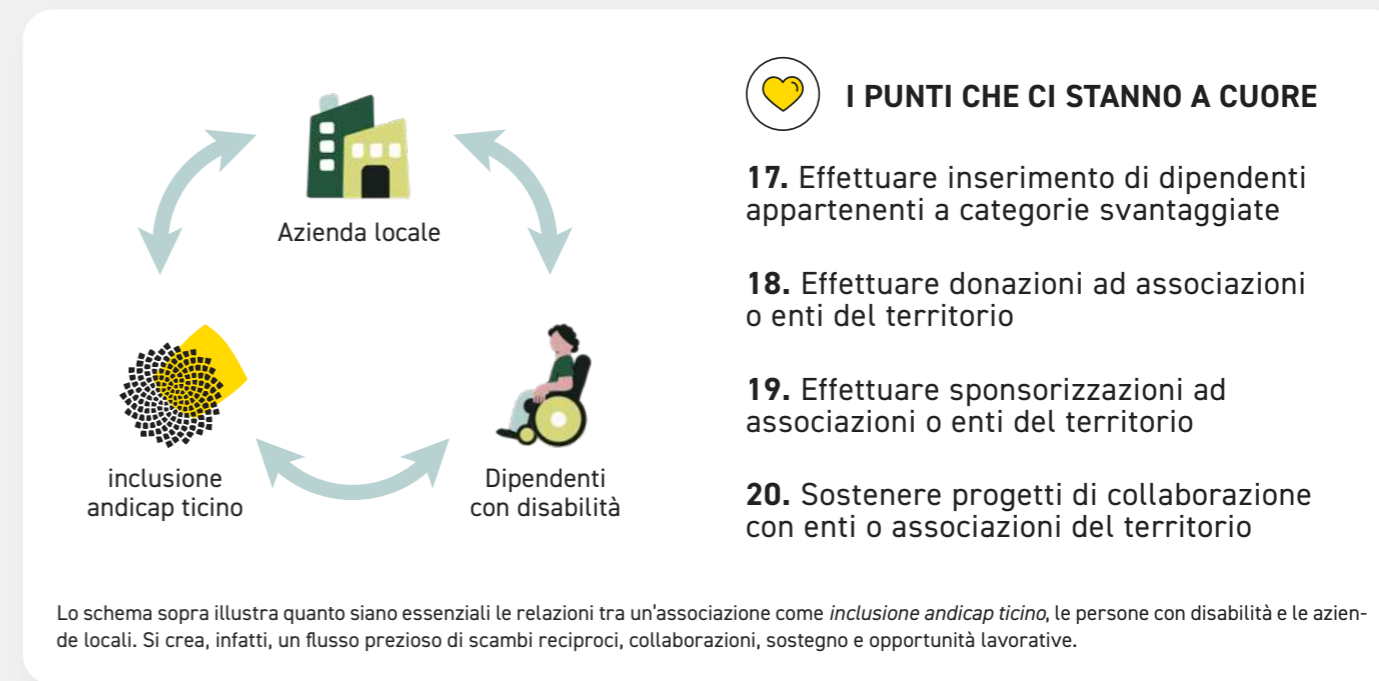 Azienda locale
inclusione
andicap ticino
Dipendenti
con disabilità
I PUNTI CHE CI STANNO A CUORE
17. Effettuare inserimento di dipendenti
appartenenti a categorie svantaggiate
18. Effettuare donazioni ad associazioni
o enti del territorio
19. Effettuare sponsorizzazioni ad
associazioni o enti del territorio
20. Sostenere progetti di collaborazione
con enti o associazioni del territorio
Lo schema sopra illustra quanto siano essenziali le relazioni tra un'associazione come inclusione andicap ticino, le persone con disabilità e le azien-
de locali. Si crea, infatti, un flusso prezioso di scambi reciproci, collaborazioni, sostegno e opportunità lavorative.